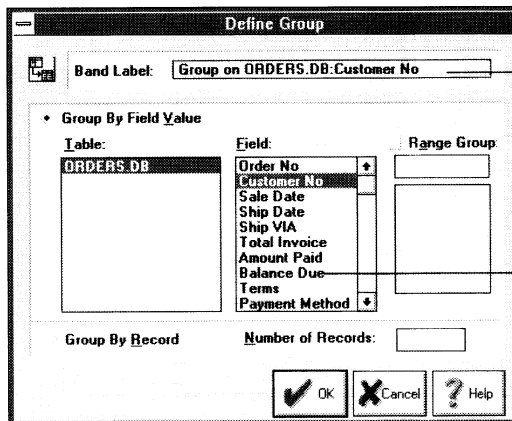 Define Group
Band Label: Group on ORDERS.DB:Customer No
Group By Field Value
Table: Field: Range Group:
ORDERS.DB
Order No
Customer No
Sale Date
Ship Date
Ship VIA
Total Invoice
Amount Paid
Balance Due
Terms
Payment Method
Group By Record Number of Records:
OK Cancel Help